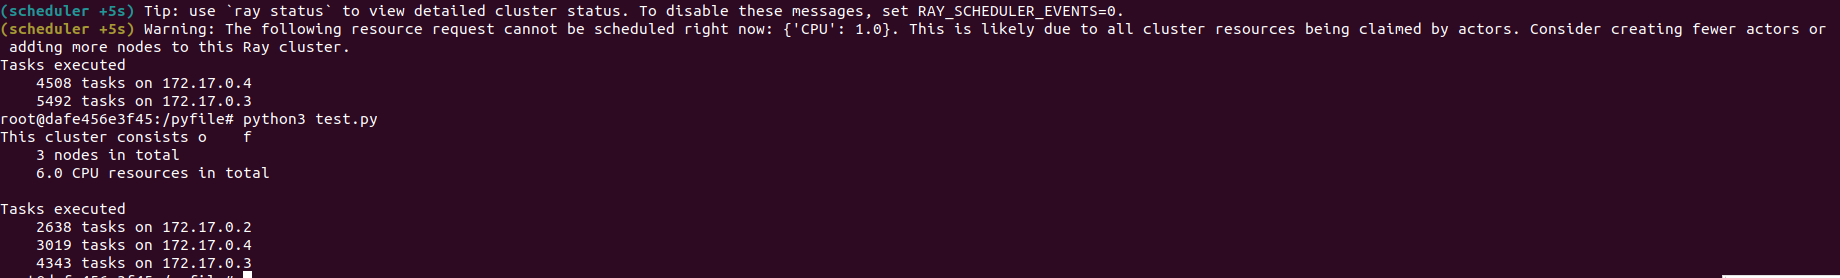 (scheduler +5s) Tip: use `ray status` to view detailed cluster status. To disable these messages, set RAY_SCHEDULER_EVENTS=0.
(scheduler +5s) Warning: The following resource request cannot be scheduled right now: {'CPU': 1.0}. This is likely due to all cluster resources being claimed by actors. Consider creating fewer actors or
 adding more nodes to this Ray cluster.
Tasks executed
    4508 tasks on 172.17.0.4
    5492 tasks on 172.17.0.3
root@dafe456e3f45:/pyfile# python3 test.py
This cluster consists o    f
    3 nodes in total
    6.0 CPU resources in total

Tasks executed
    2638 tasks on 172.17.0.2
    3019 tasks on 172.17.0.4
    4343 tasks on 172.17.0.3